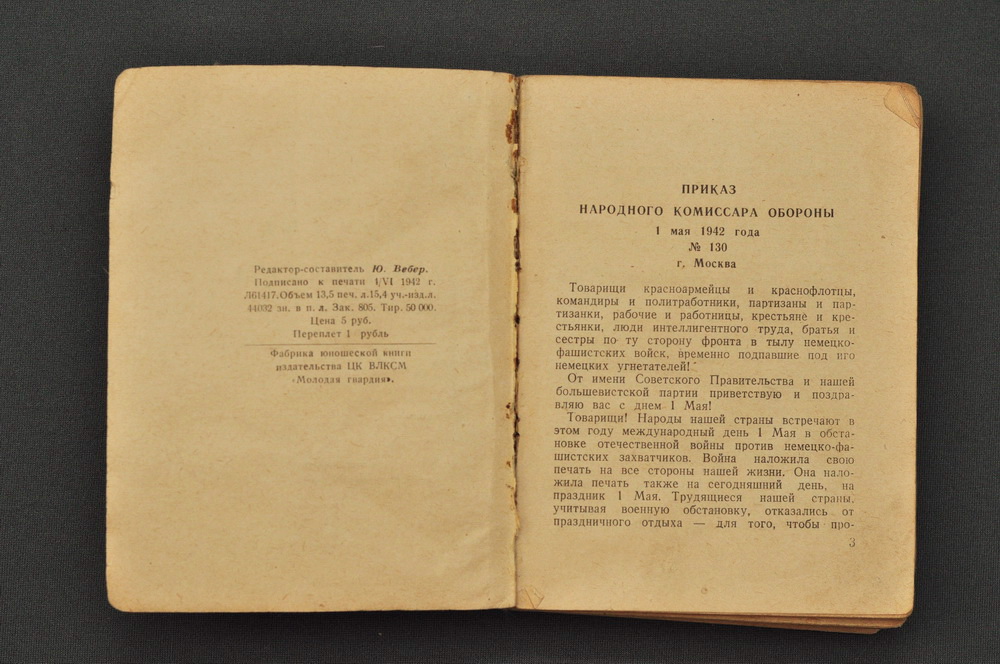 Редактор-составитель Ю. Вебер.
Подписано к печати 1/VI 1942 г.
Л61417. Объем 13,5 печ. л. 15,4 уч.-изд. л.
44032 зн. в п. л. Зак. 805. Тир. 50 000.
Цена 5 руб.
Переплет 1 рубль
Фабрика юношеской книги
издательства ЦК ВЛКСМ
«Молодая гвардия».
ПРИКАЗ
НАРОДНОГО КОМИССАРА ОБОРОНЫ
1 мая 1942 года
№ 130
г. Москва
Товарищи красноармейцы и краснофлотцы,
командиры и политработники, партизаны и пар-
тизанки, рабочие и работницы, крестьяне и кре-
стьянки, люди интеллигентного труда, братья и
сестры по ту сторону фронта в тылу немецко-
фашистских войск, временно подпавшие под иго
немецких угнетателей!
От имени Советского Правительства и нашей
большевистской партии приветствую и поздра-
вляю вас с днем 1 Мая!
Товарищи! Народы нашей страны встречают в
этом году международный день 1 Мая в обста-
новке отечественной войны против немецко-фа-
шистских захватчиков. Война наложила свою
печать на все стороны нашей жизни. Она нало-
жила печать также на сегодняшний день, на
праздник 1 Мая. Трудящиеся нашей страны,
учитывая военную обстановку, отказались от
праздничного отдыха — для того, чтобы про-
3